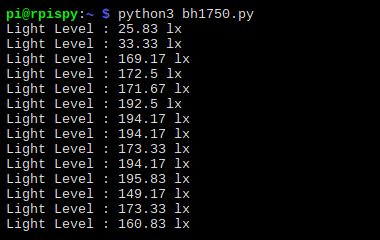 pi@rpispy:~ $ python3 bh1750.py
Light Level : 25.83 lx
Light Level : 33.33 lx
Light Level : 169.17 lx
Light Level : 172.5 lx
Light Level : 171.67 lx
Light Level : 192.5 lx
Light Level : 194.17 lx
Light Level : 194.17 lx
Light Level : 173.33 lx
Light Level : 194.17 lx
Light Level : 195.83 lx
Light Level : 149.17 lx
Light Level : 173.33 lx
Light Level : 160.83 lx